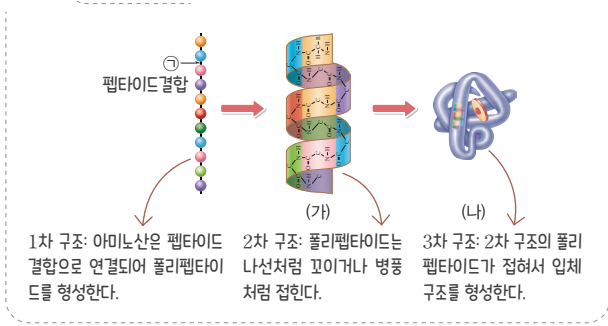 ㉠
펩타이드결합
(가)
(나)
1차 구조: 아미노산은 펩타이드
결합으로 연결되어 폴리펩타이
드를 형성한다.
2차 구조: 폴리펩타이드는
나선처럼 꼬이거나 병풍
처럼 접힌다.
3차 구조: 2차 구조의 폴리
펩타이드가 접혀서 입체
구조를 형성한다.